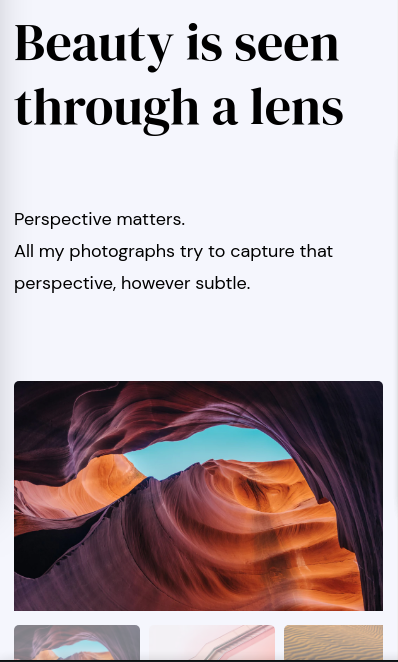 Beauty is seen
through a lens
Perspective matters.
All my photographs try to capture that
perspective, however subtle.